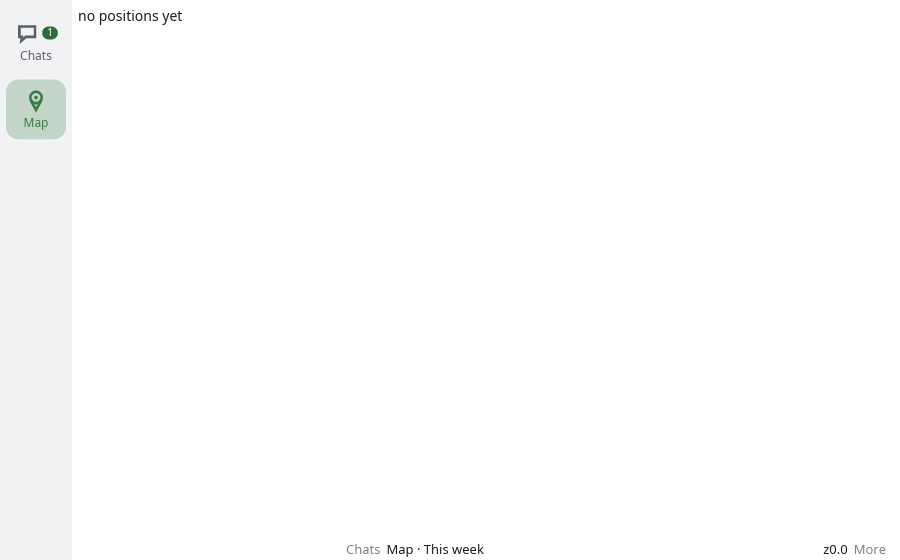 no positions yet
1
Chats
Map
Chats Map · This week
z0.0 More